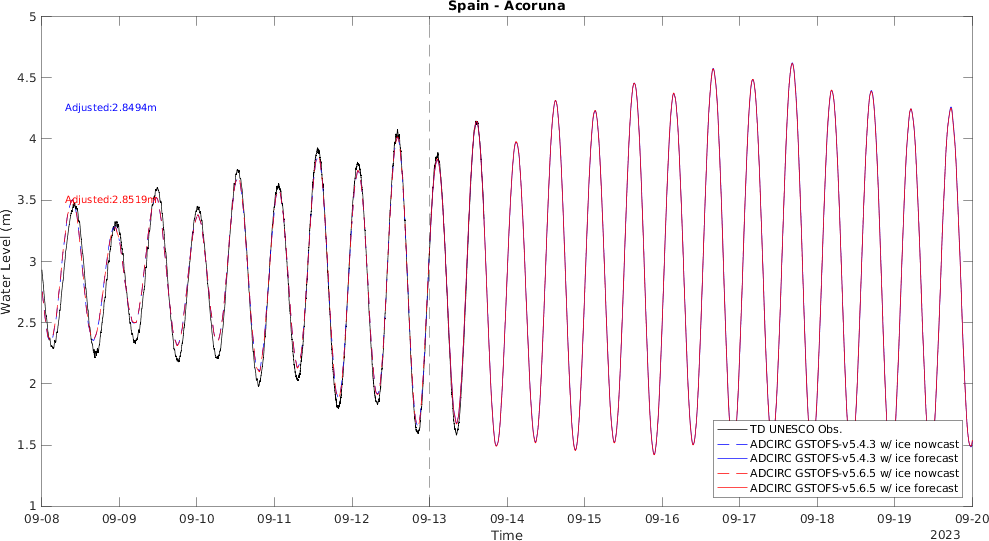 Spain - Acoruna
5
4.5
4
3.5
3
2.5
2
1.5
1
Water Level (m)
Adjusted:2.8494m
Adjusted:2.8519m
TD UNESCO Obs.
ADCIRC GSTOFS-v5.4.3 w/ ice nowcast
ADCIRC GSTOFS-v5.4.3 w/ ice forecast
ADCIRC GSTOFS-v5.6.5 w/ ice nowcast
ADCIRC GSTOFS-v5.6.5 w/ ice forecast
09-08 09-09 09-10 09-11 09-12 09-13 09-14 09-15 09-16 09-17 09-18 09-19 09-20
Time
2023